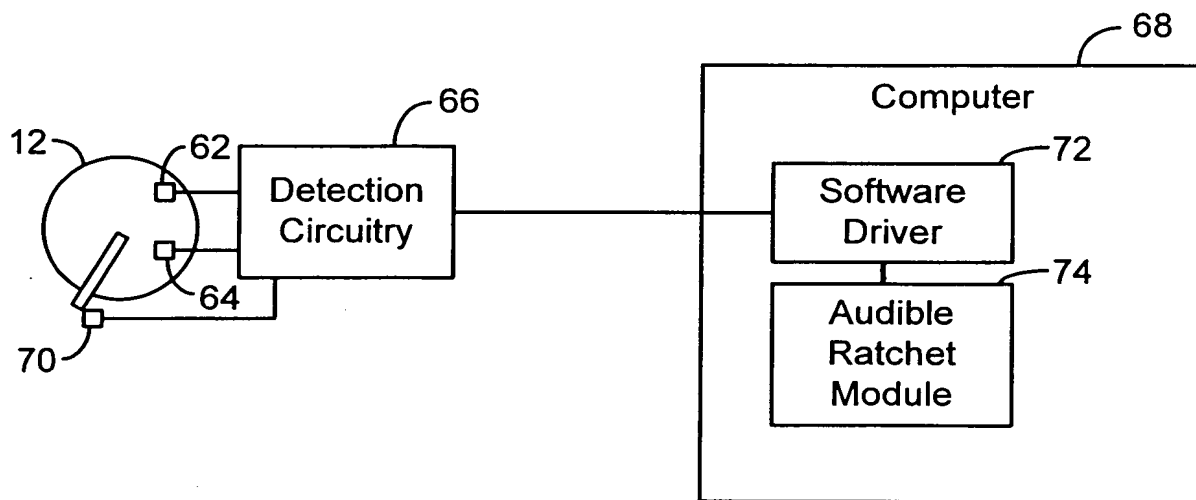 68
Computer
66
12
62
72
Detection
Circuitry
Software
Driver
64
74
70
Audible
Ratchet
Module